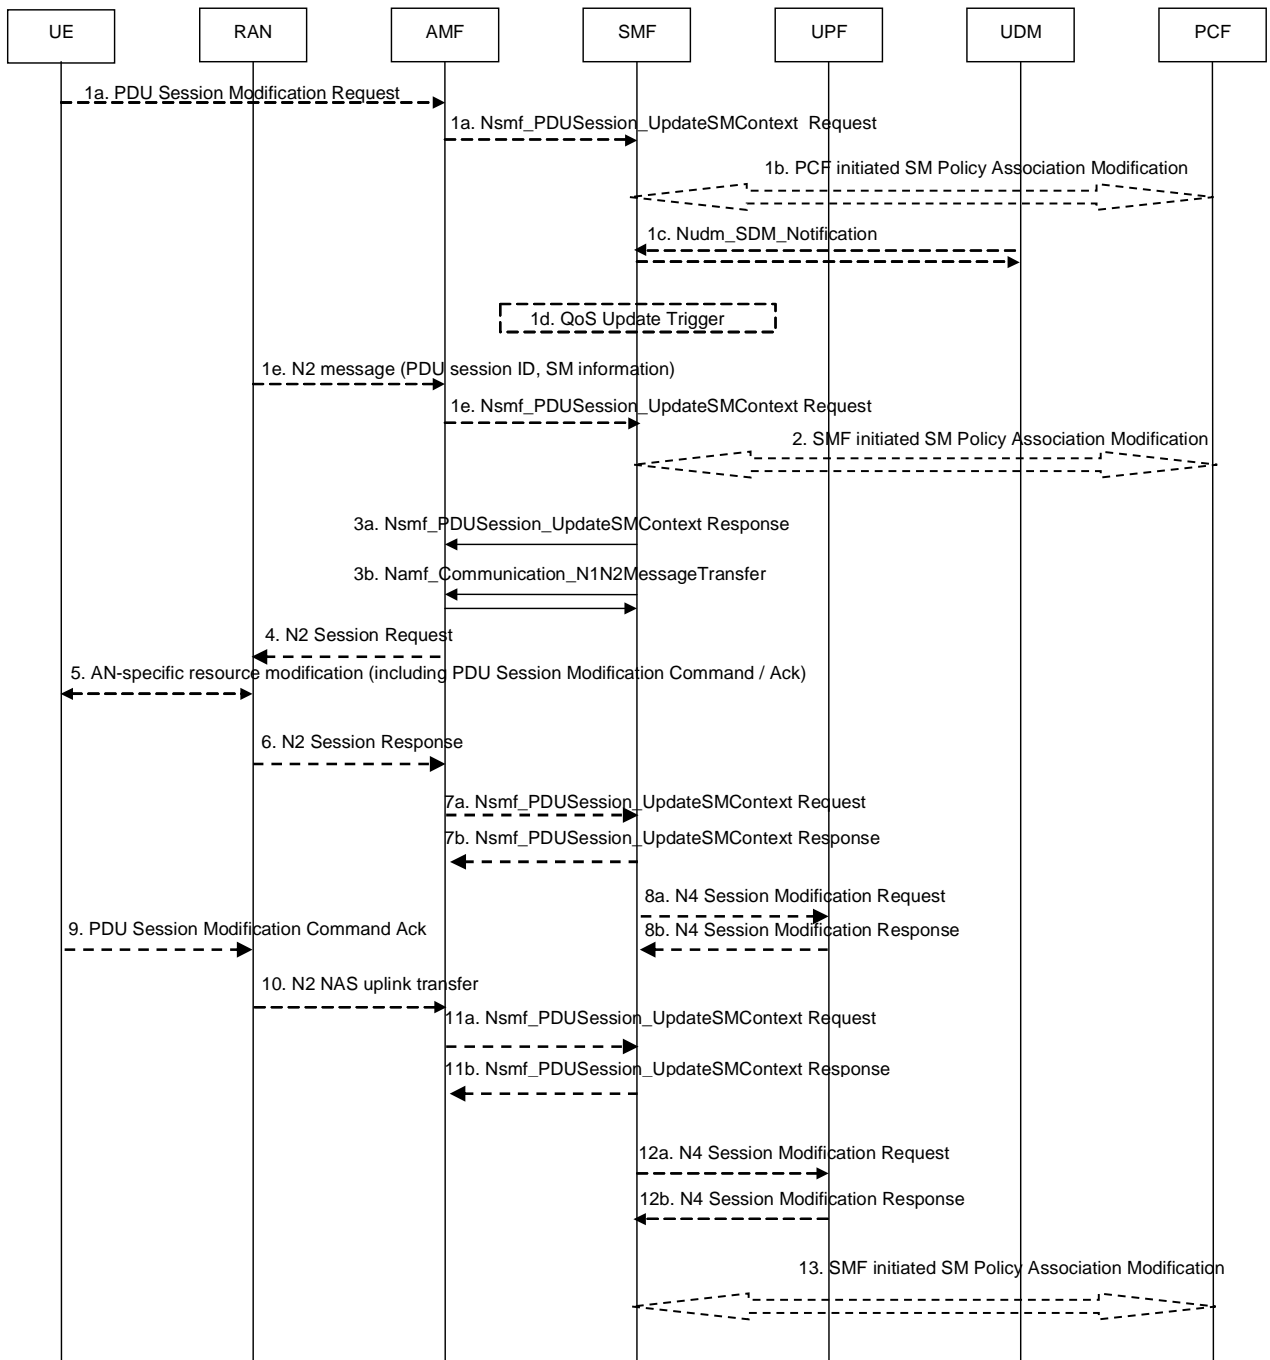 UE
RAN
AMF
SMF
UPF
UDM
PCF
1a. PDU Session Modification Request
1a. Nsmf_PDUSession_UpdateSMContext  Request
1b. PCF initiated SM Policy Association Modification
1c. Nudm_SDM_Notification
1d. QoS Update Trigger
1e. N2 message (PDU session ID, SM information)
1e. Nsmf_PDUSession_UpdateSMContext Request
2. SMF initiated SM Policy Association Modification
3a. Nsmf_PDUSession_UpdateSMContext Response
3b. Namf_Communication_N1N2MessageTransfer
4. N2 Session Request
5. AN-specific resource modification (including PDU Session Modification Command / Ack)
6. N2 Session Response
7a. Nsmf_PDUSession_UpdateSMContext Request
7b. Nsmf_PDUSession_UpdateSMContext Response
8a. N4 Session Modification Request
9. PDU Session Modification Command Ack
8b. N4 Session Modification Response
10. N2 NAS uplink transfer
11a. Nsmf_PDUSession_UpdateSMContext Request
11b. Nsmf_PDUSession_UpdateSMContext Response
12a. N4 Session Modification Request
12b. N4 Session Modification Response
13. SMF initiated SM Policy Association Modification